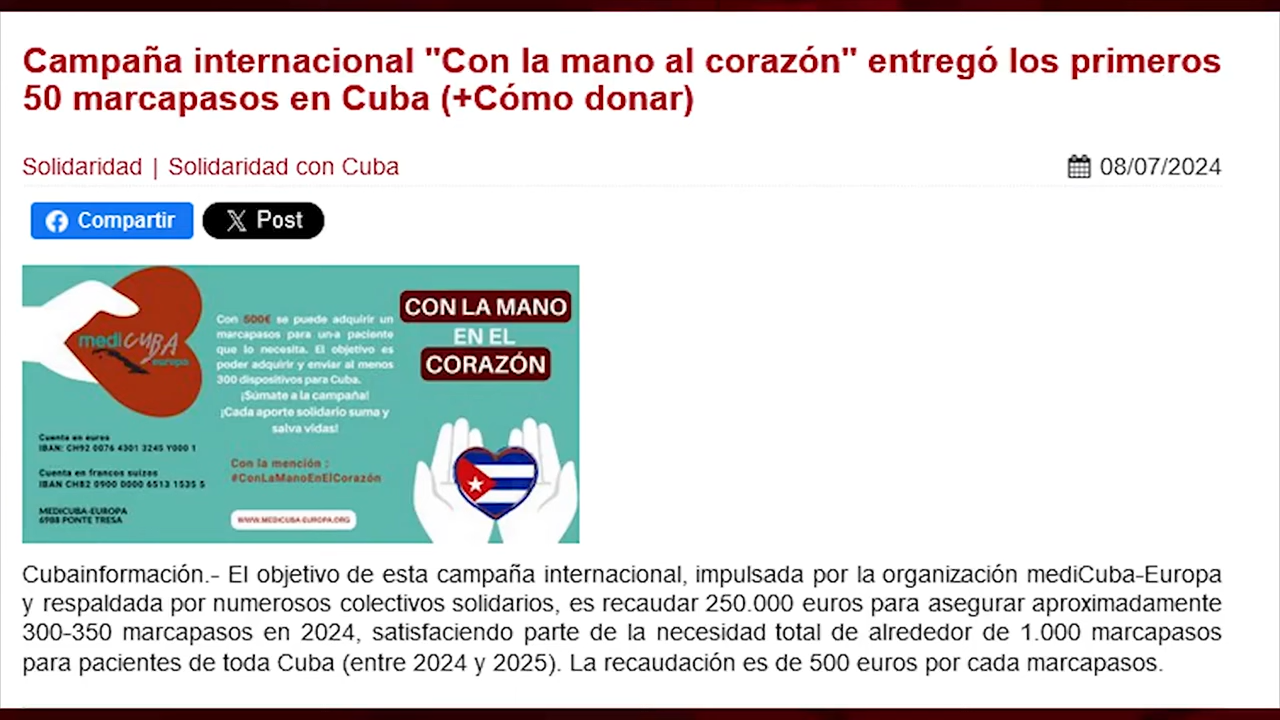 Campaña internacional "Con la mano al corazón" entregó los primeros
50 marcapasos en Cuba (+Cómo donar)
Solidaridad | Solidaridad con Cuba
08/07/2024
Compartir
Post
mediCUBA
europa
Con 500€ se puede adquirir un
marcapasos para un·a paciente
que lo necesita. El objetivo es
poder adquirir y enviar al menos
300 dispositivos para Cuba.
¡Súmate a la campaña!
¡Cada aporte solidario suma y
salva vidas!
CON LA MANO
EN EL
CORAZÓN
Cuenta en euros
IBAN: CH92 0076 4301 3245 Y000 1
Cuenta en francos suizos
IBAN CH82 0900 0000 6513 1535 5
MEDICUBA-EUROPA
6988 PONTE TRESA
Con la mención :
#ConLaManoEnElCorazón
WWW.MEDICUBA-EUROPA.ORG
Cubainformación.- El objetivo de esta campaña internacional, impulsada por la organización mediCuba-Europa
y respaldada por numerosos colectivos solidarios, es recaudar 250.000 euros para asegurar aproximadamente
300-350 marcapasos en 2024, satisfaciendo parte de la necesidad total de alrededor de 1.000 marcapasos
para pacientes de toda Cuba (entre 2024 y 2025). La recaudación es de 500 euros por cada marcapasos.